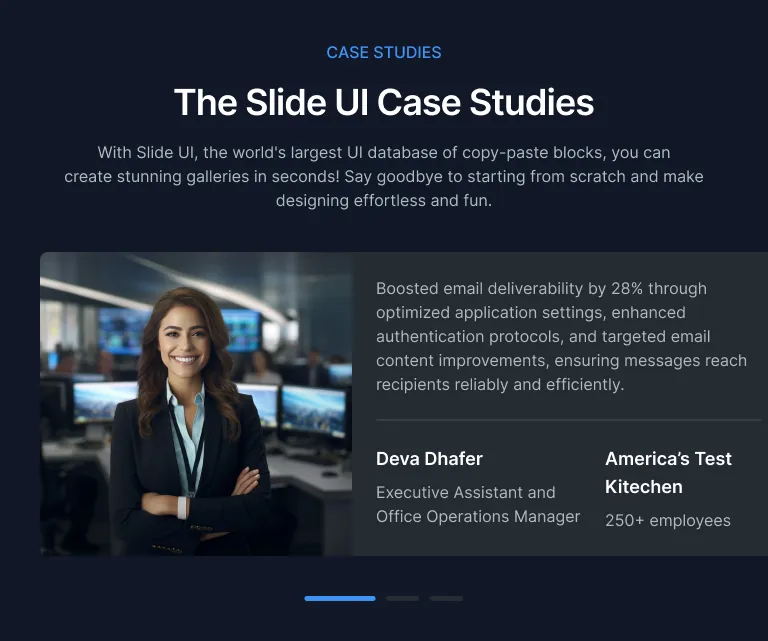 CASE STUDIES
The Slide UI Case Studies
With Slide UI, the world's largest UI database of copy-paste blocks, you can
create stunning galleries in seconds! Say goodbye to starting from scratch and make
designing effortless and fun.
Boosted email deliverability by 28% through
optimized application settings, enhanced
authentication protocols, and targeted email
content improvements, ensuring messages reach
recipients reliably and efficiently.
Deva Dhafer
Executive Assistant and
Office Operations Manager
America’s Test
Kitechen
250+ employees